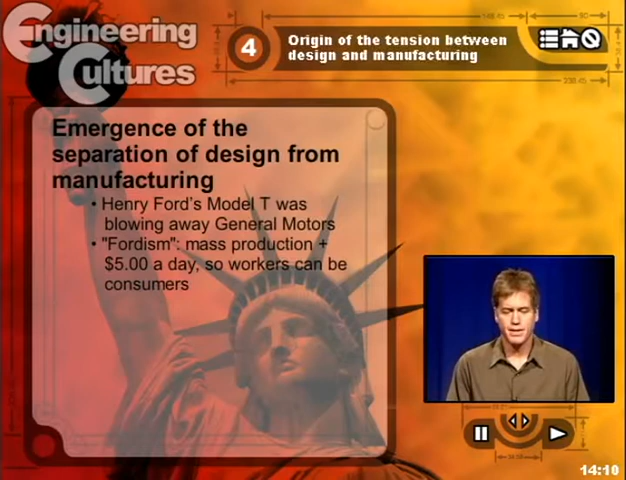 Engineering
Cultures
4
Origin of the tension between
design and manufacturing
Emergence of the
separation of design from
manufacturing
• Henry Ford's Model T was
blowing away General Motors
• "Fordism": mass production +
$5.00 a day, so workers can be
consumers
14:10